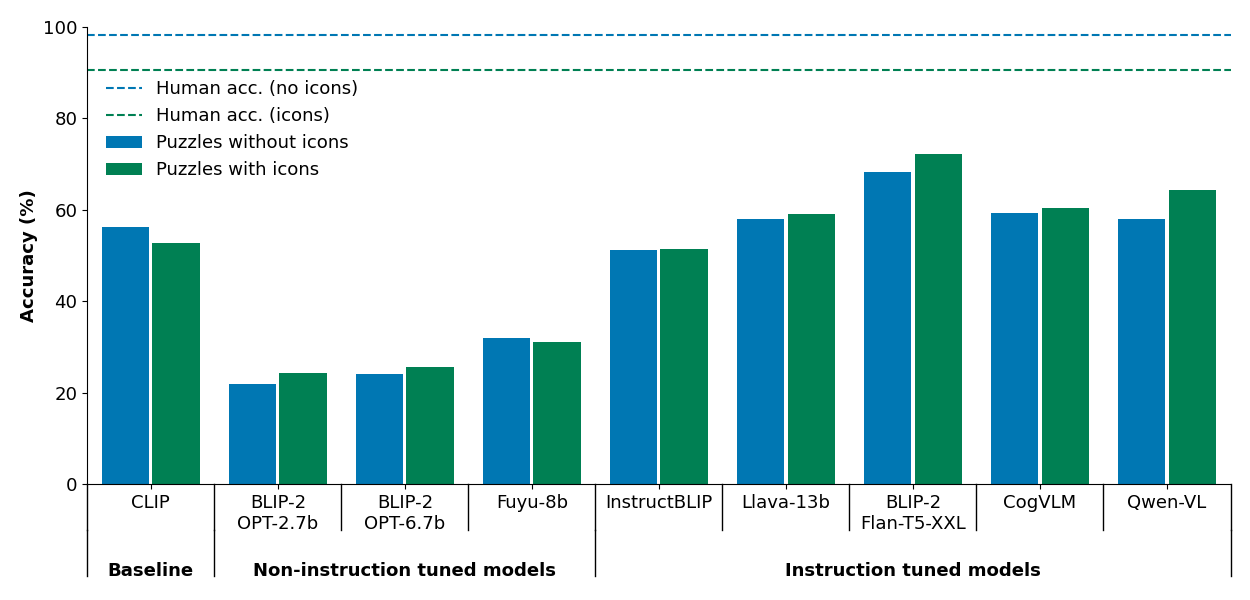 100
80
60
40
20
0
Accuracy (%)
Human acc. (no icons)
Human acc. (icons)
Puzzles without icons
Puzzles with icons
CLIP
BLIP-2
OPT-2.7b
BLIP-2
OPT-6.7b
Fuyu-8b
InstructBLIP
Llava-13b
BLIP-2
Flan-T5-XXL
CogVLM
Qwen-VL
Baseline
Non-instruction tuned models
Instruction tuned models